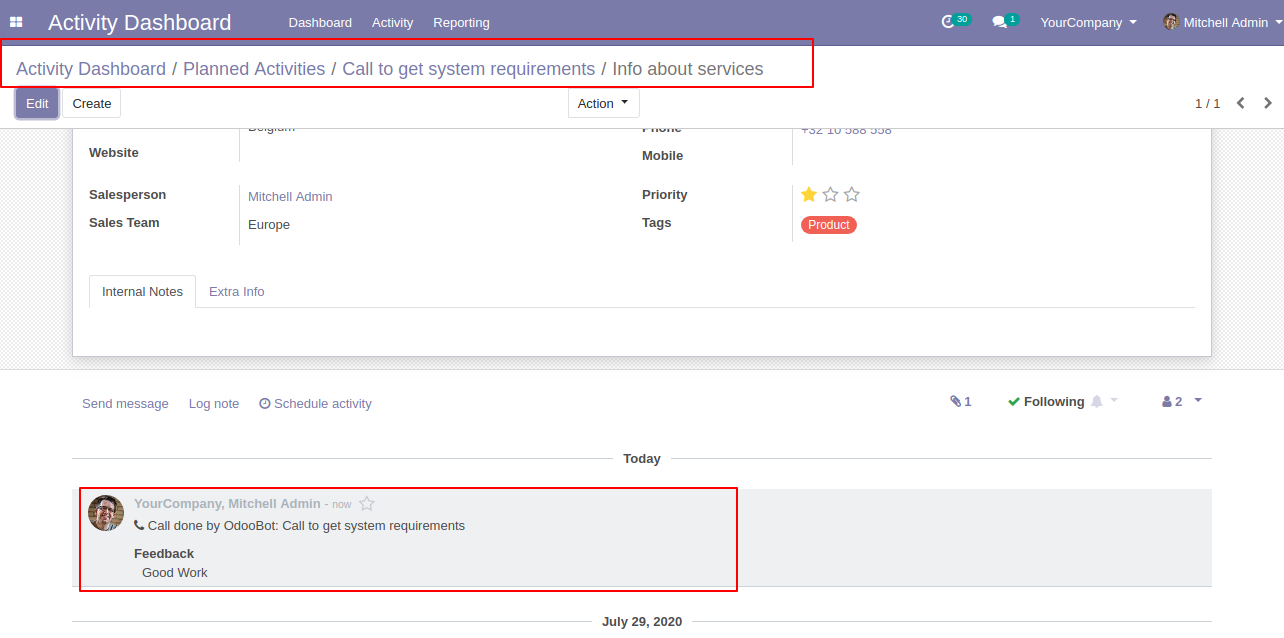 Activity Dashboard Dashboard Activity Reporting 30 1 YourCompany Mitchell Admin
Activity Dashboard / Planned Activities / Call to get system requirements / Info about services
Edit Create Action 1 / 1
Belgium Phone +32 10 588 558
Website
Mobile
Salesperson Mitchell Admin Priority
Sales Team Europe Tags Product
Internal Notes Extra Info
Send message Log note Schedule activity 1 Following 2
Today
YourCompany, Mitchell Admin - now
Call done by OdooBot: Call to get system requirements
Feedback
Good Work
July 29, 2020